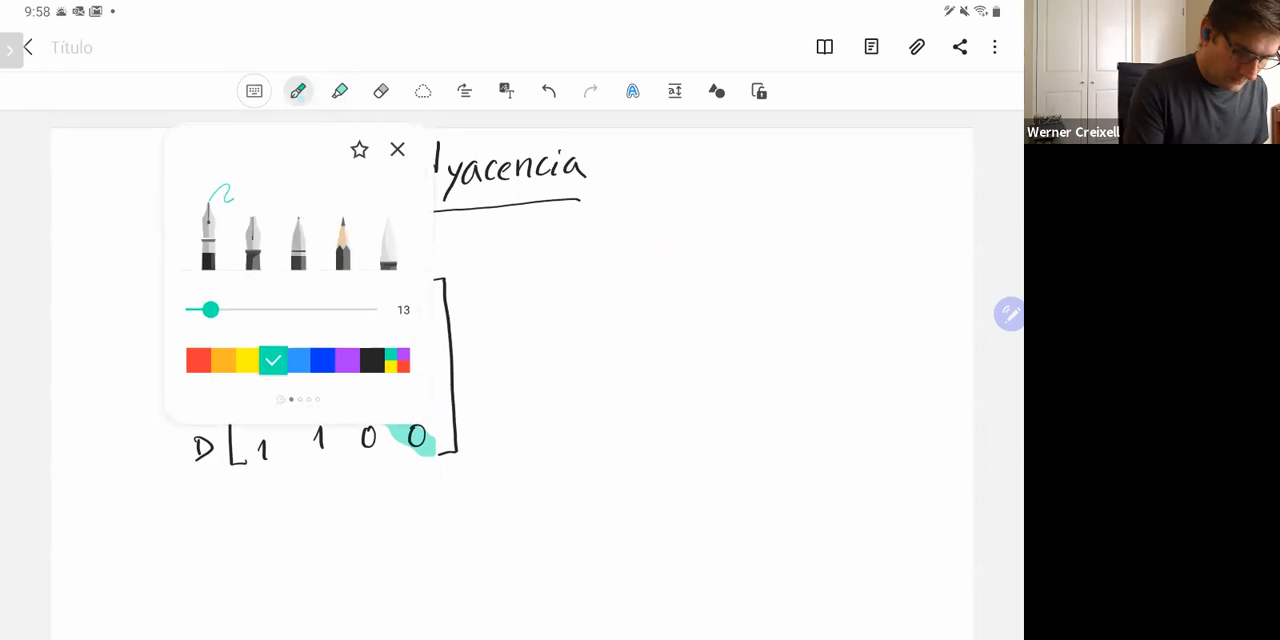 9:58
Título
yacencia
13
D 1 1 0 0
Werner Creixell